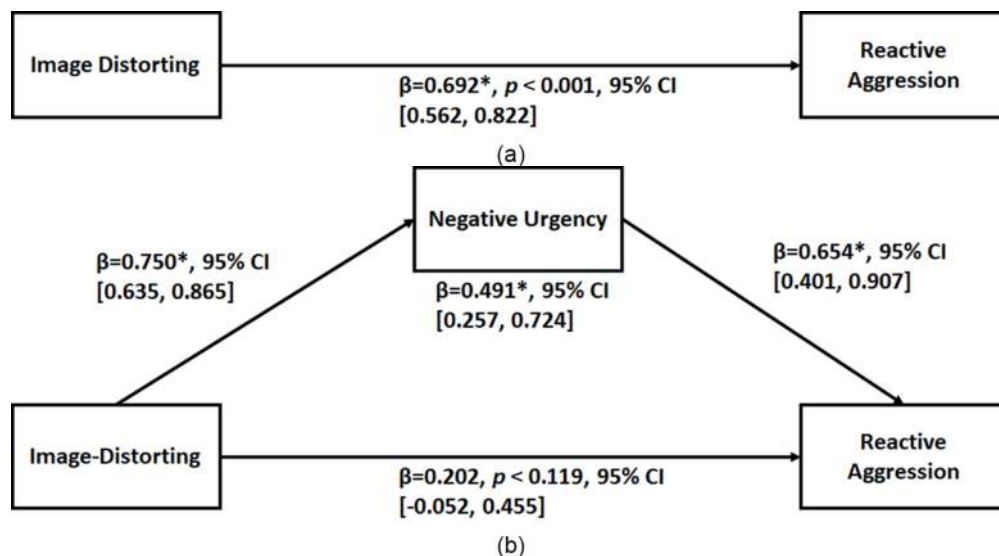 Image Distorting
Reactive
Aggression
β=0.692*, p < 0.001, 95% CI
[0.562, 0.822]
(a)
Negative Urgency
β=0.750*, 95% CI
[0.635, 0.865]
β=0.654*, 95% CI
[0.401, 0.907]
β=0.491*, 95% CI
[0.257, 0.724]
Image-Distorting
Reactive
Aggression
β=0.202, p < 0.119, 95% CI
[-0.052, 0.455]
(b)